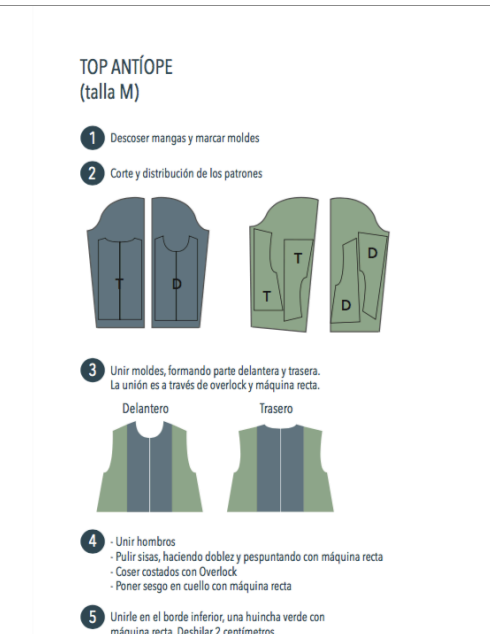 TOP ANTÍOPE
(talla M)
1 Descoser mangas y marcar moldes
2 Corte y distribución de los patrones
T D T T D D
3 Unir moldes, formando parte delantera y trasera.
La unión es a través de overlock y máquina recta.
Delantero Trasero
4 - Unir hombros
- Pulir sisas, haciendo doblez y pespuntando con máquina recta
- Coser costados con Overlock
- Poner sesgo en cuello con máquina recta
5 Unirle en el borde inferior, una huincha verde con
máquina recta. Deshilar 2 centímetros